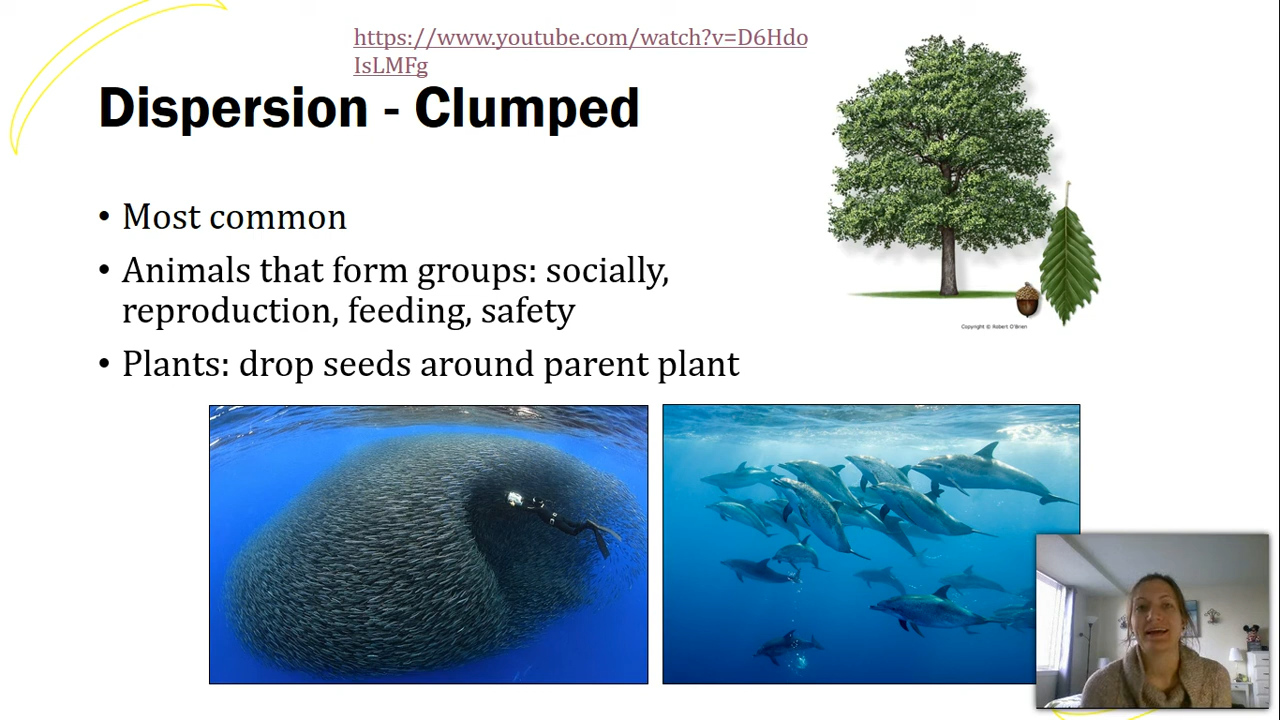 https://www.youtube.com/watch?v=D6Hdo
IsLMFg
Dispersion - Clumped
• Most common
• Animals that form groups: socially,
reproduction, feeding, safety
• Plants: drop seeds around parent plant
Copyright © Robert O'Brien